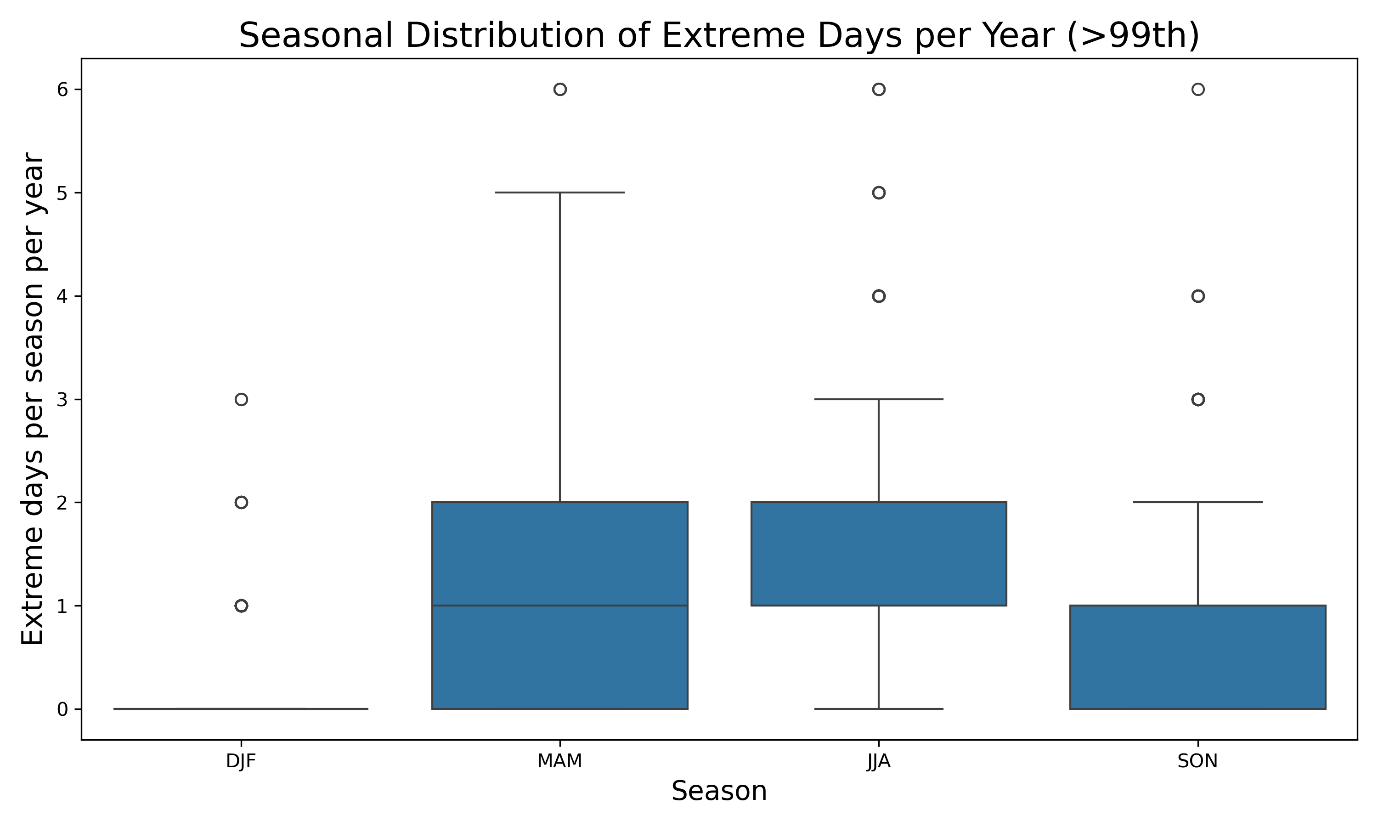 Seasonal Distribution of Extreme Days per Year (>99th)
Extreme days per season per year
6
5
4
3
2
1
0
DJF MAM JJA SON
Season